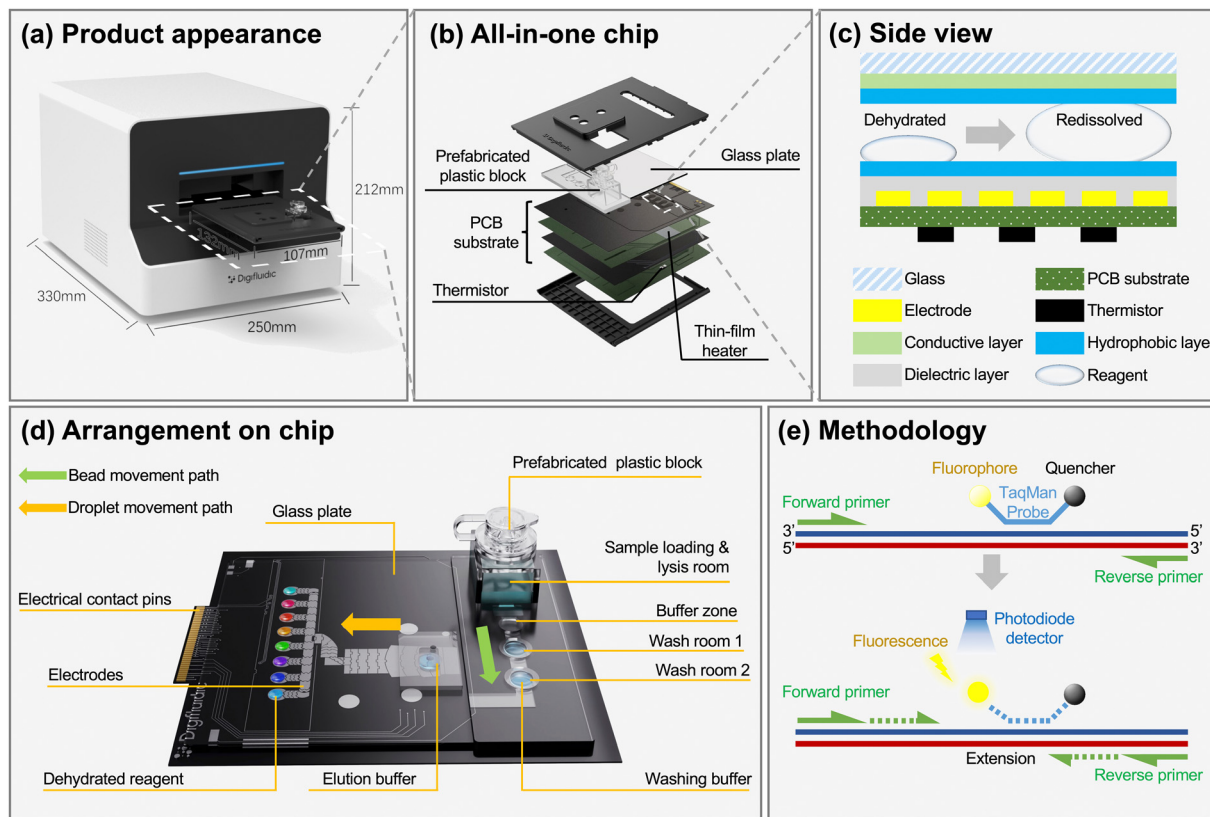 (a) Product appearance
212mm
132mm
107mm
Digifluidic
330mm
250mm
(b) All-in-one chip
Digifluidic
Prefabricated
plastic block
Glass plate
PCB
substrate
Thermistor
Thin-film
heater
(c) Side view
Dehydrated
Redissolved
Glass
PCB substrate
Electrode
Thermistor
Conductive layer
Hydrophobic layer
Dielectric layer
Reagent
(d) Arrangement on chip
Bead movement path
Droplet movement path
Prefabricated plastic block
Glass plate
Sample loading &
lysis room
Electrical contact pins
Buffer zone
Wash room 1
Electrodes
Wash room 2
Digifluidic
Dehydrated reagent
Elution buffer
Washing buffer
(e) Methodology
Fluorophore
Quencher
TaqMan
Probe
Forward primer
3’
5’
5’
3’
Reverse primer
Photodiode
detector
Fluorescence
Forward primer
Extension
Reverse primer